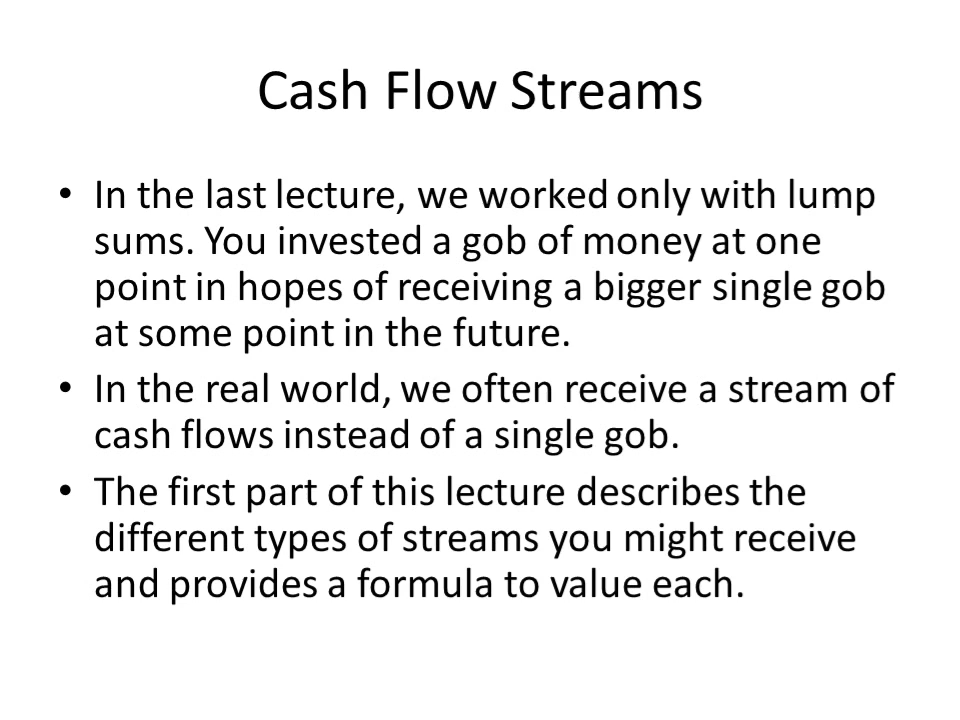 Cash Flow Streams
• In the last lecture, we worked only with lump
sums. You invested a gob of money at one
point in hopes of receiving a bigger single gob
at some point in the future.
• In the real world, we often receive a stream of
cash flows instead of a single gob.
• The first part of this lecture describes the
different types of streams you might receive
and provides a formula to value each.